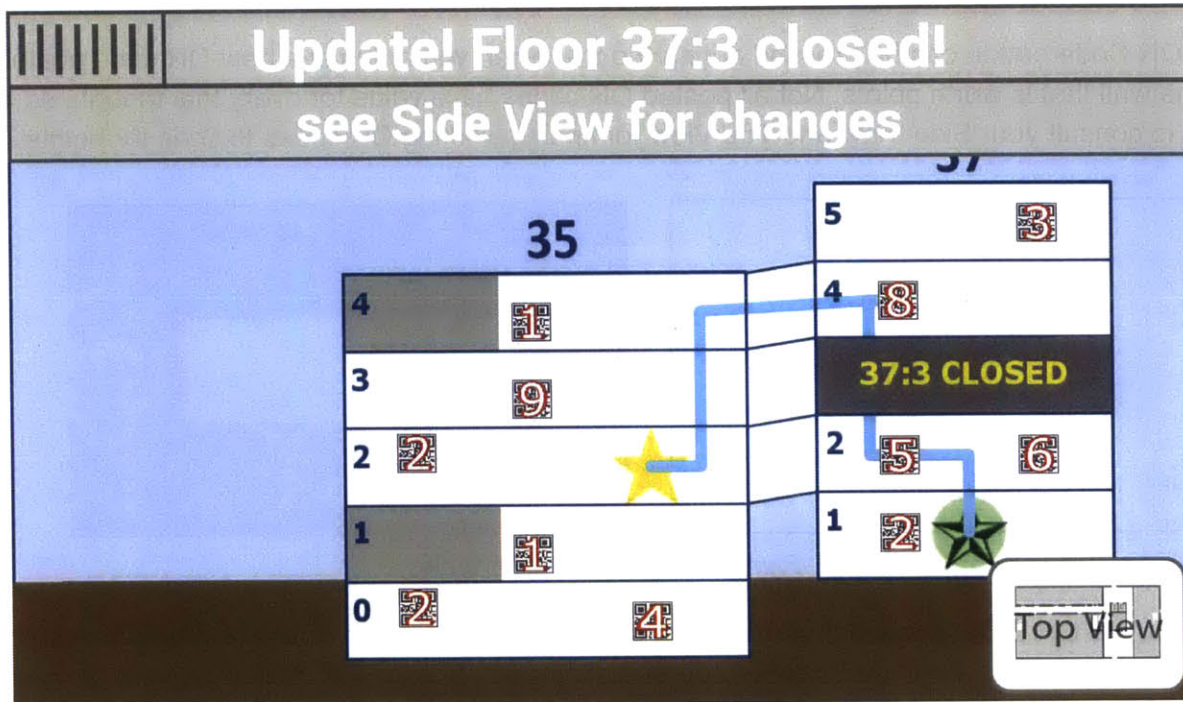 Update! Floor 37:3 closed!
see Side View for changes
37
35
5 3
4 8
37:3 CLOSED
2 5 6
1 2
4 1
3 9
2 2
1 1
0 2 4
Top View